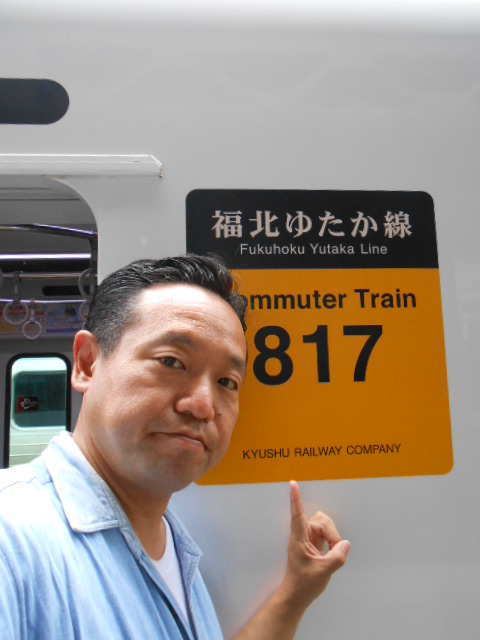 福北ゆたか線
Fukuhoku Yutaka Line
mmuter Train
817
KYUSHU RAILWAY COMPANY